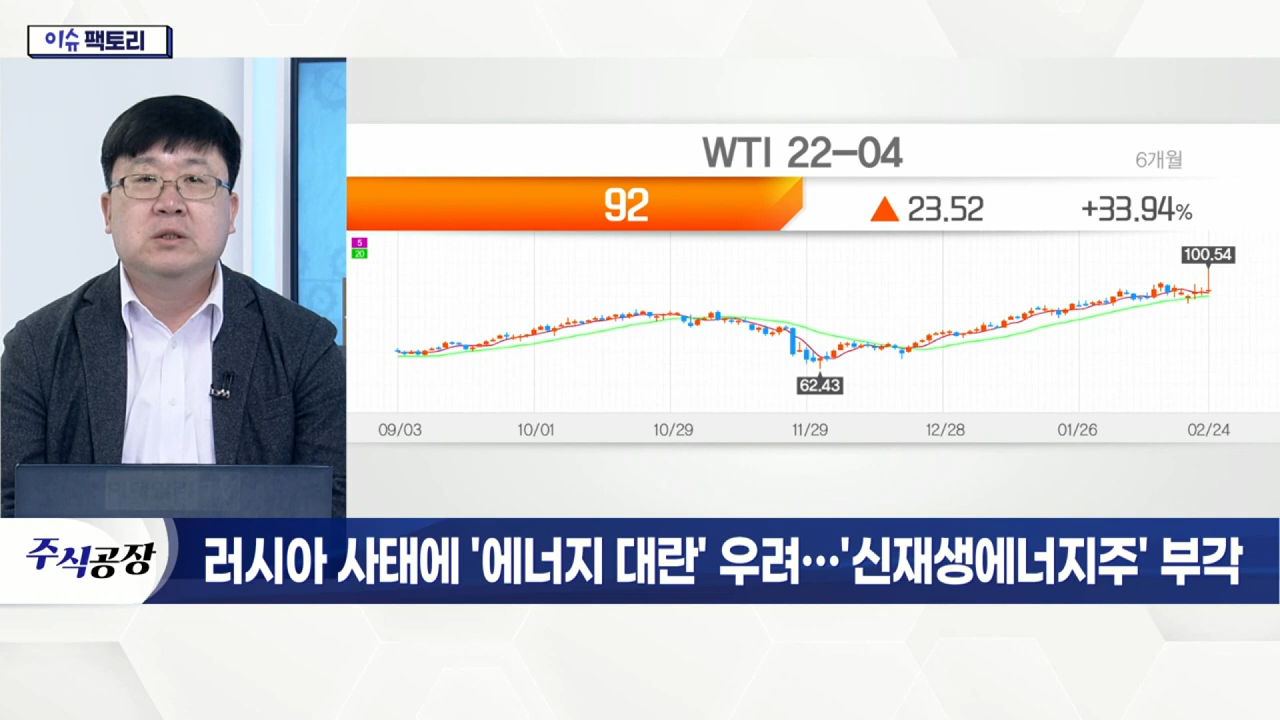 이슈 팩토리
WTI 22-04
6개월
92 ▲ 23.52 +33.94%
5
20
100.54
62.43
09/03 10/01 10/29 11/29 12/28 01/26 02/24
주식공장
러시아 사태에 '에너지 대란' 우려…'신재생에너지주' 부각